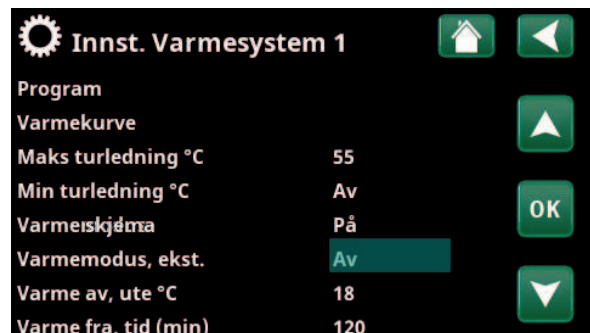 Innst. Varmesystem 1
Program
Varmekurve
Maks turledning °C 55
Min turledning °C Av
På
Varmemodus, ekst. Av
OK
Varme av, ute °C 18
Varme fra, tid (min) 120